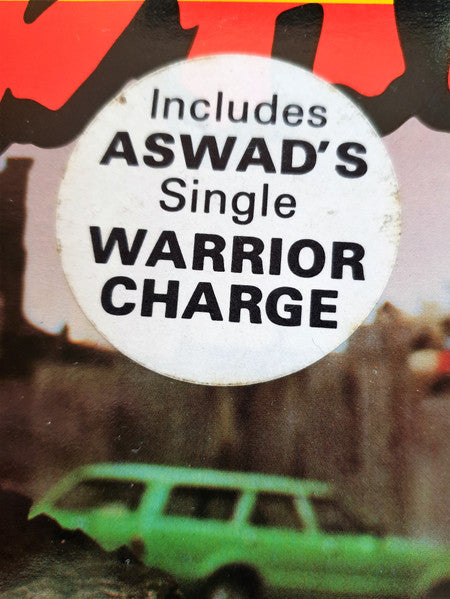 Includes
ASWAD'S
Single
WARRIOR
CHARGE